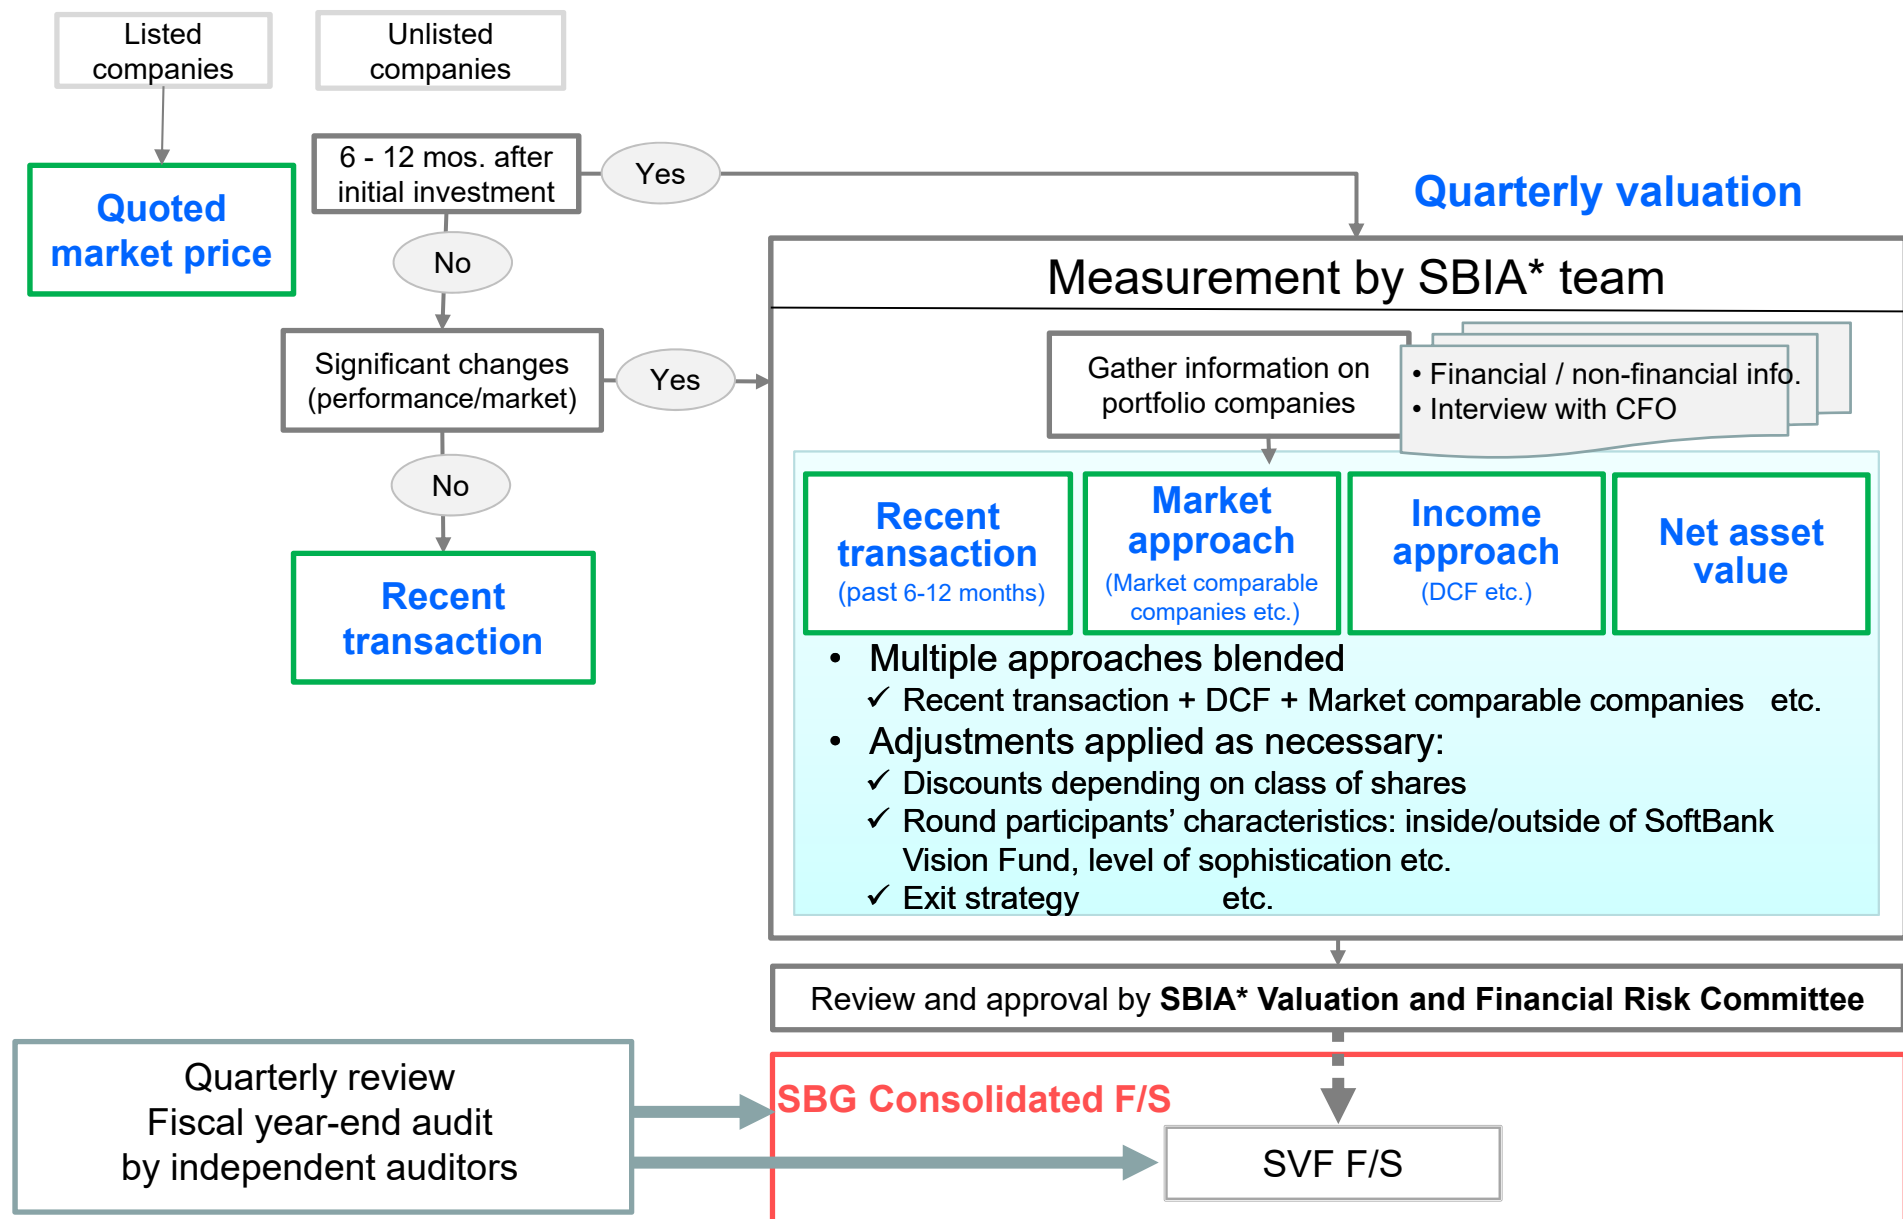 Listed
companies
Unlisted
companies
Quoted
market price
6 - 12 mos. after
initial investment
Yes
No
Significant changes
(performance/market)
Yes
No
Recent
transaction
Quarterly valuation
Measurement by SBIA* team
Gather information on
portfolio companies
• Financial / non-financial info.
• Interview with CFO
Recent
transaction
(past 6-12 months)
Market
approach
(Market comparable
companies etc.)
Income
approach
(DCF etc.)
Net asset
value
• Multiple approaches blended
✓ Recent transaction + DCF + Market comparable companies etc.
• Adjustments applied as necessary:
✓ Discounts depending on class of shares
✓ Round participants’ characteristics: inside/outside of SoftBank
Vision Fund, level of sophistication etc.
✓ Exit strategy etc.
Review and approval by SBIA* Valuation and Financial Risk Committee
Quarterly review
Fiscal year-end audit
by independent auditors
SBG Consolidated F/S
SVF F/S